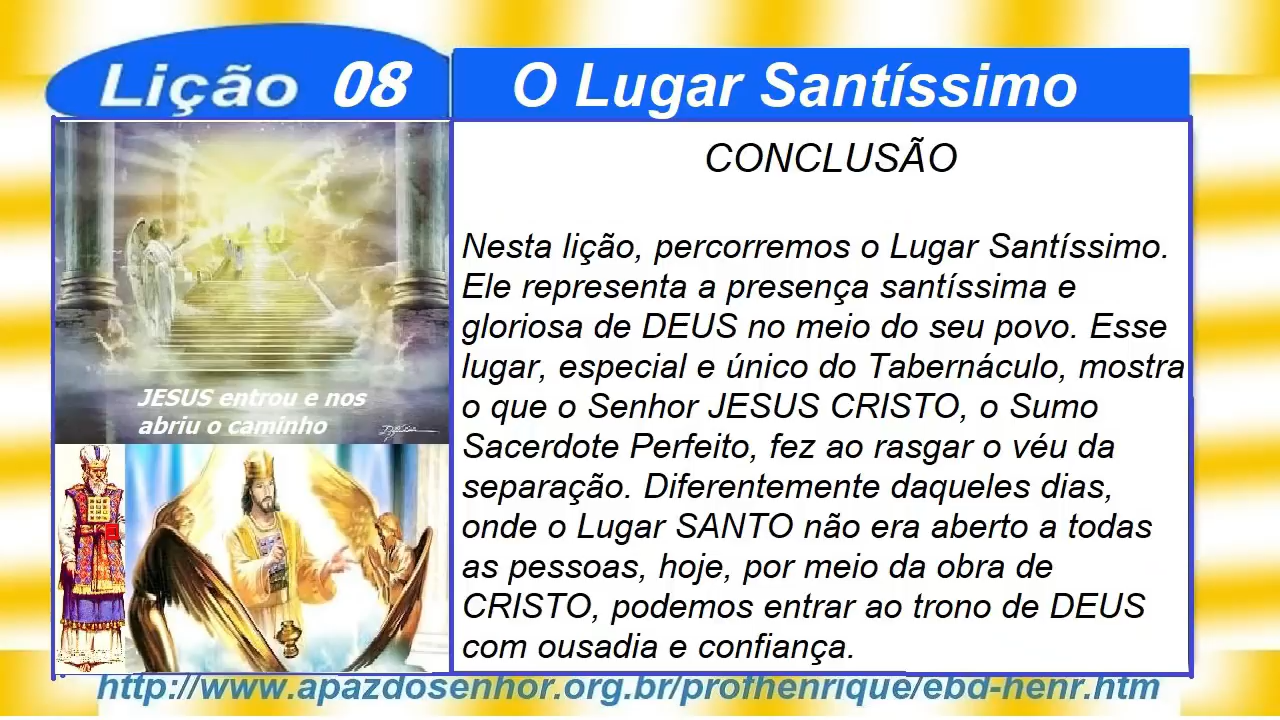 Lição 08
O Lugar Santíssimo
JESUS entrou e nos
abriu o caminho
CONCLUSÃO
Nesta lição, percorremos o Lugar Santíssimo.
Ele representa a presença santíssima e
gloriosa de DEUS no meio do seu povo. Esse
lugar, especial e único do Tabernáculo, mostra
o que o Senhor JESUS CRISTO, o Sumo
Sacerdote Perfeito, fez ao rasgar o véu da
separação. Diferentemente daqueles dias,
onde o Lugar SANTO não era aberto a todas
as pessoas, hoje, por meio da obra de
CRISTO, podemos entrar ao trono de DEUS
com ousadia e confiança.
http://www.apazdosenhor.org.br/profhenrique/ebd-henr.htm